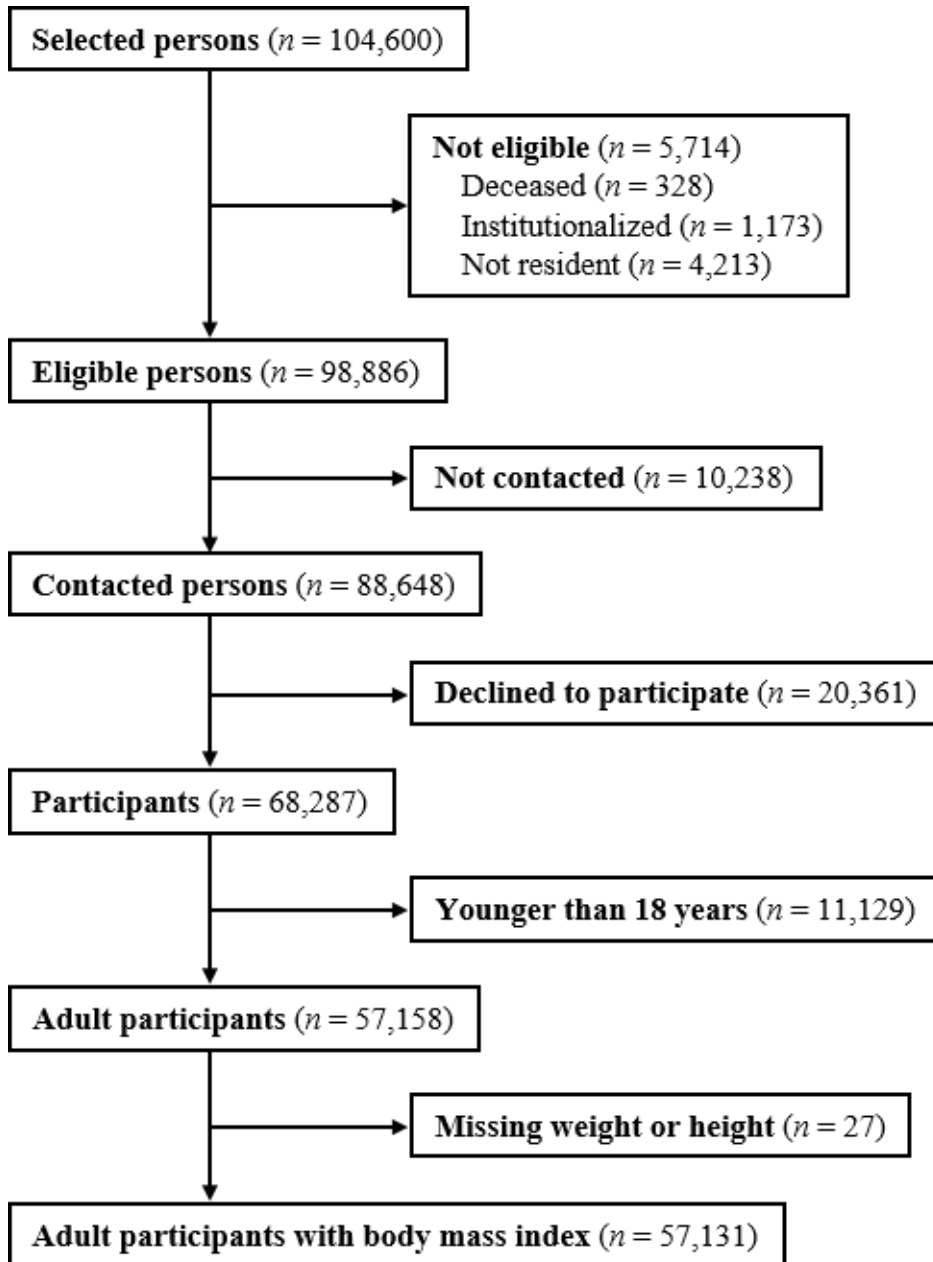 Selected persons (n = 104,600)
Not eligible (n = 5,714)
Deceased (n = 328)
Institutionalized (n = 1,173)
Not resident (n = 4,213)
Eligible persons (n = 98,886)
Not contacted (n = 10,238)
Contacted persons (n = 88,648)
Declined to participate (n = 20,361)
Participants (n = 68,287)
Younger than 18 years (n = 11,129)
Adult participants (n = 57,158)
Missing weight or height (n = 27)
Adult participants with body mass index (n = 57,131)